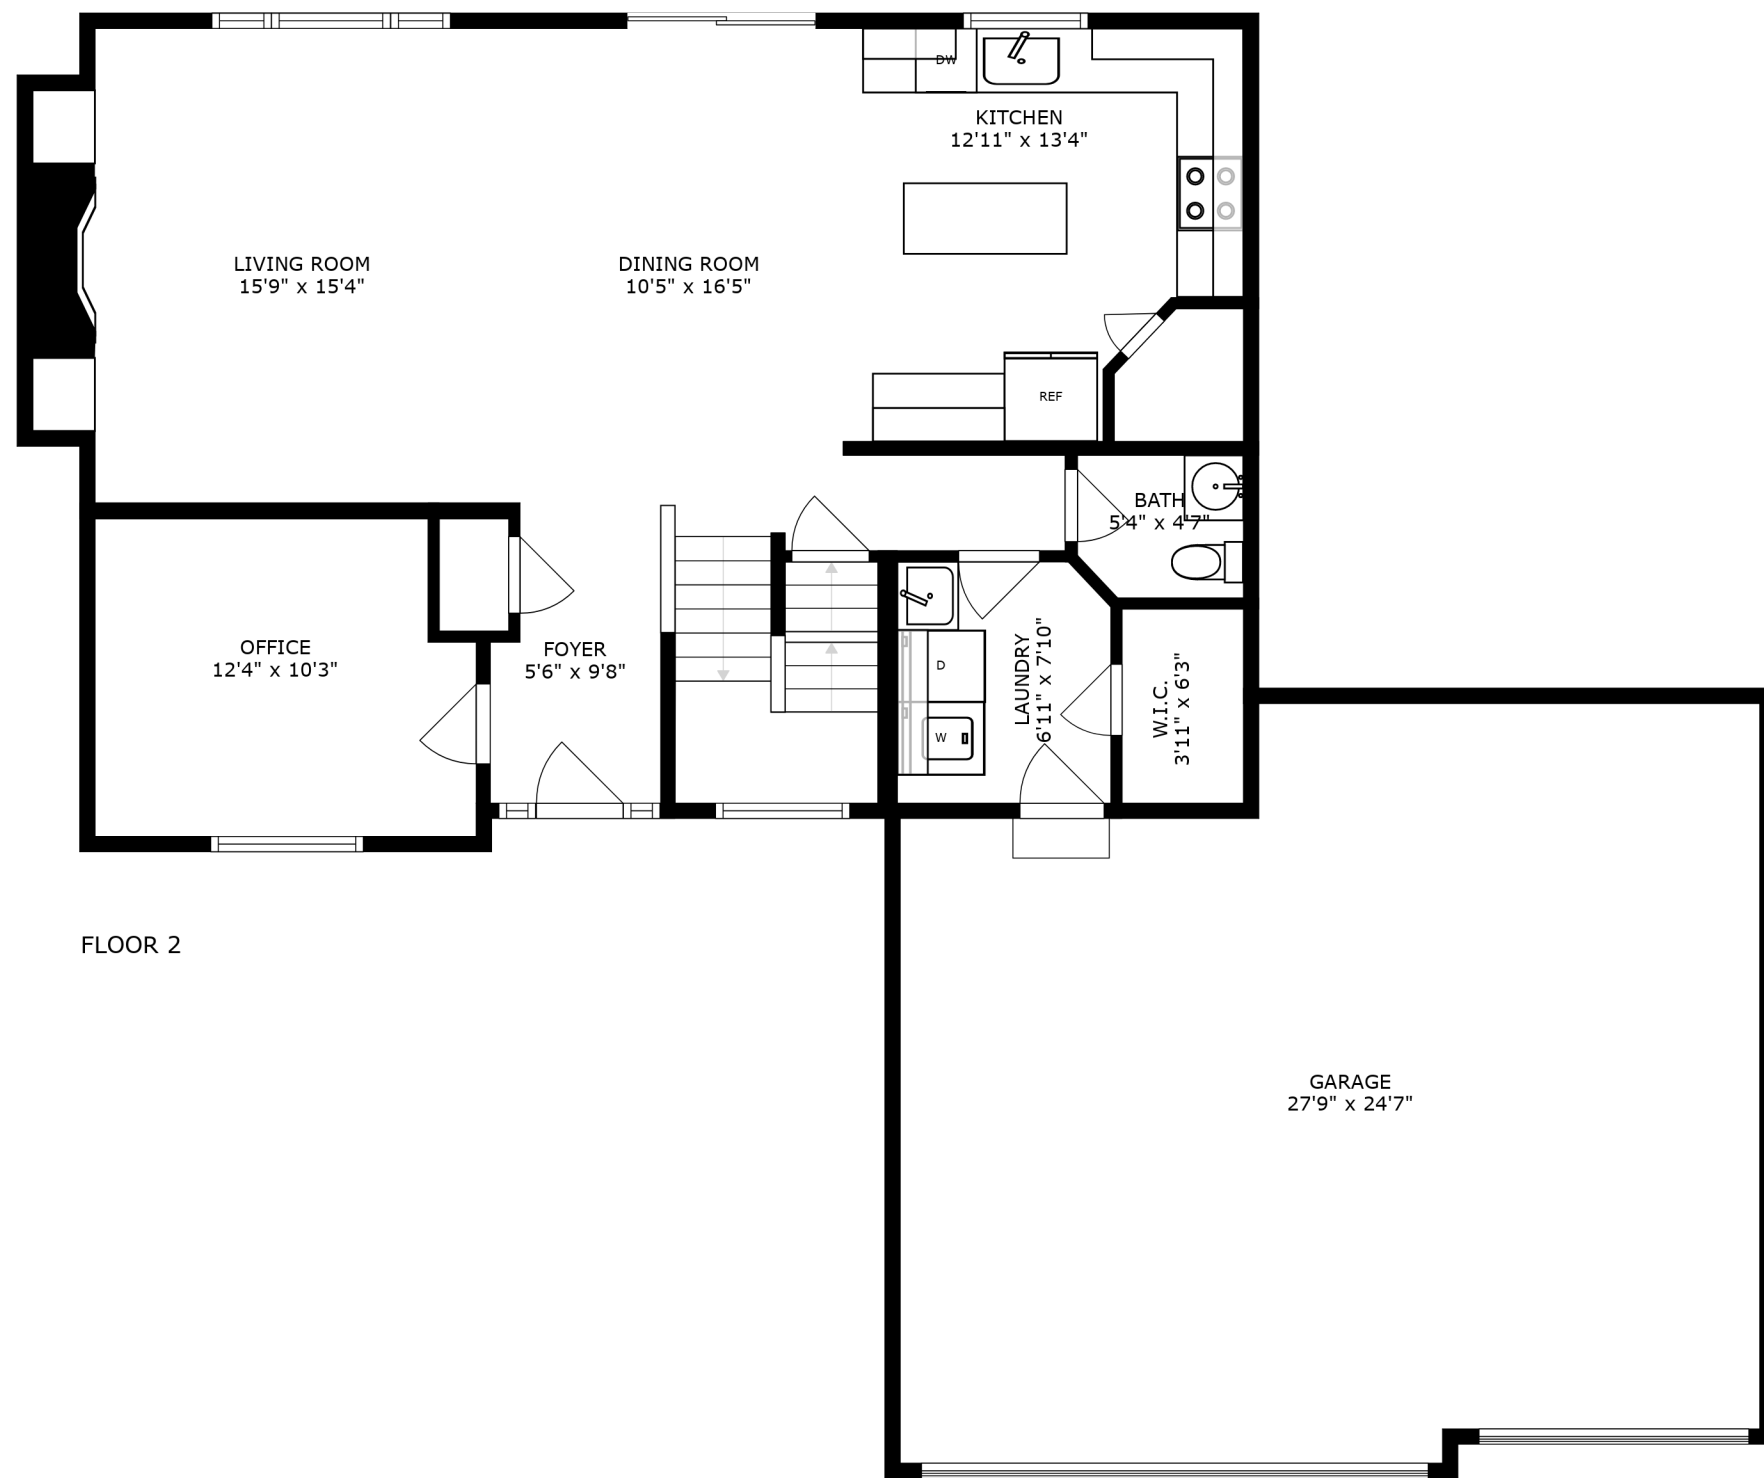 DW
KITCHEN
12'11" x 13'4"
LIVING ROOM
15'9" x 15'4"
DINING ROOM
10'5" x 16'5"
REF
BATH
5'4" x 4'7"
OFFICE
12'4" x 10'3"
FOYER
5'6" x 9'8"
D
W
LAUNDRY
6'11" x 7'10"
W.I.C.
3'11" x 6'3"
FLOOR 2
GARAGE
27'9" x 24'7"